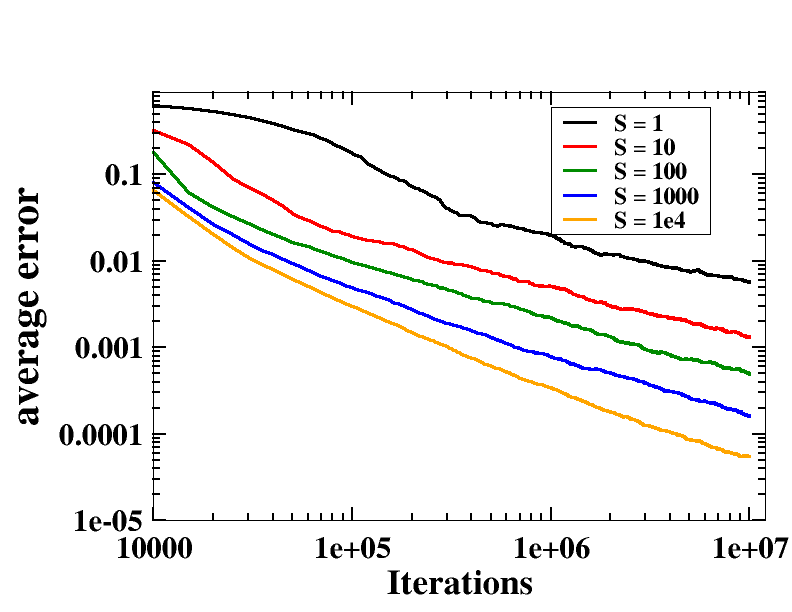 S = 1
S = 10
0.1
S = 100
S = 1000
S = 1e4
0.01
average error
0.001
0.0001
1e-05
10000 1e+05 1e+06 1e+07
Iterations